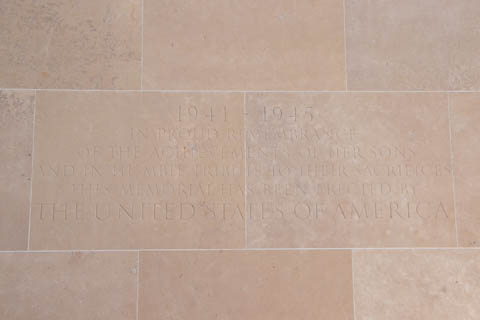 1941 - 1945
IN PROUD REMEMBRANCE
OF THE ACHIEVEMENTS OF HER SONS
AND IN HUMBLE TRIBUTE TO THEIR SACRIFICES
THIS MEMORIAL HAS BEEN ERECTED BY
THE UNITED STATES OF AMERICA